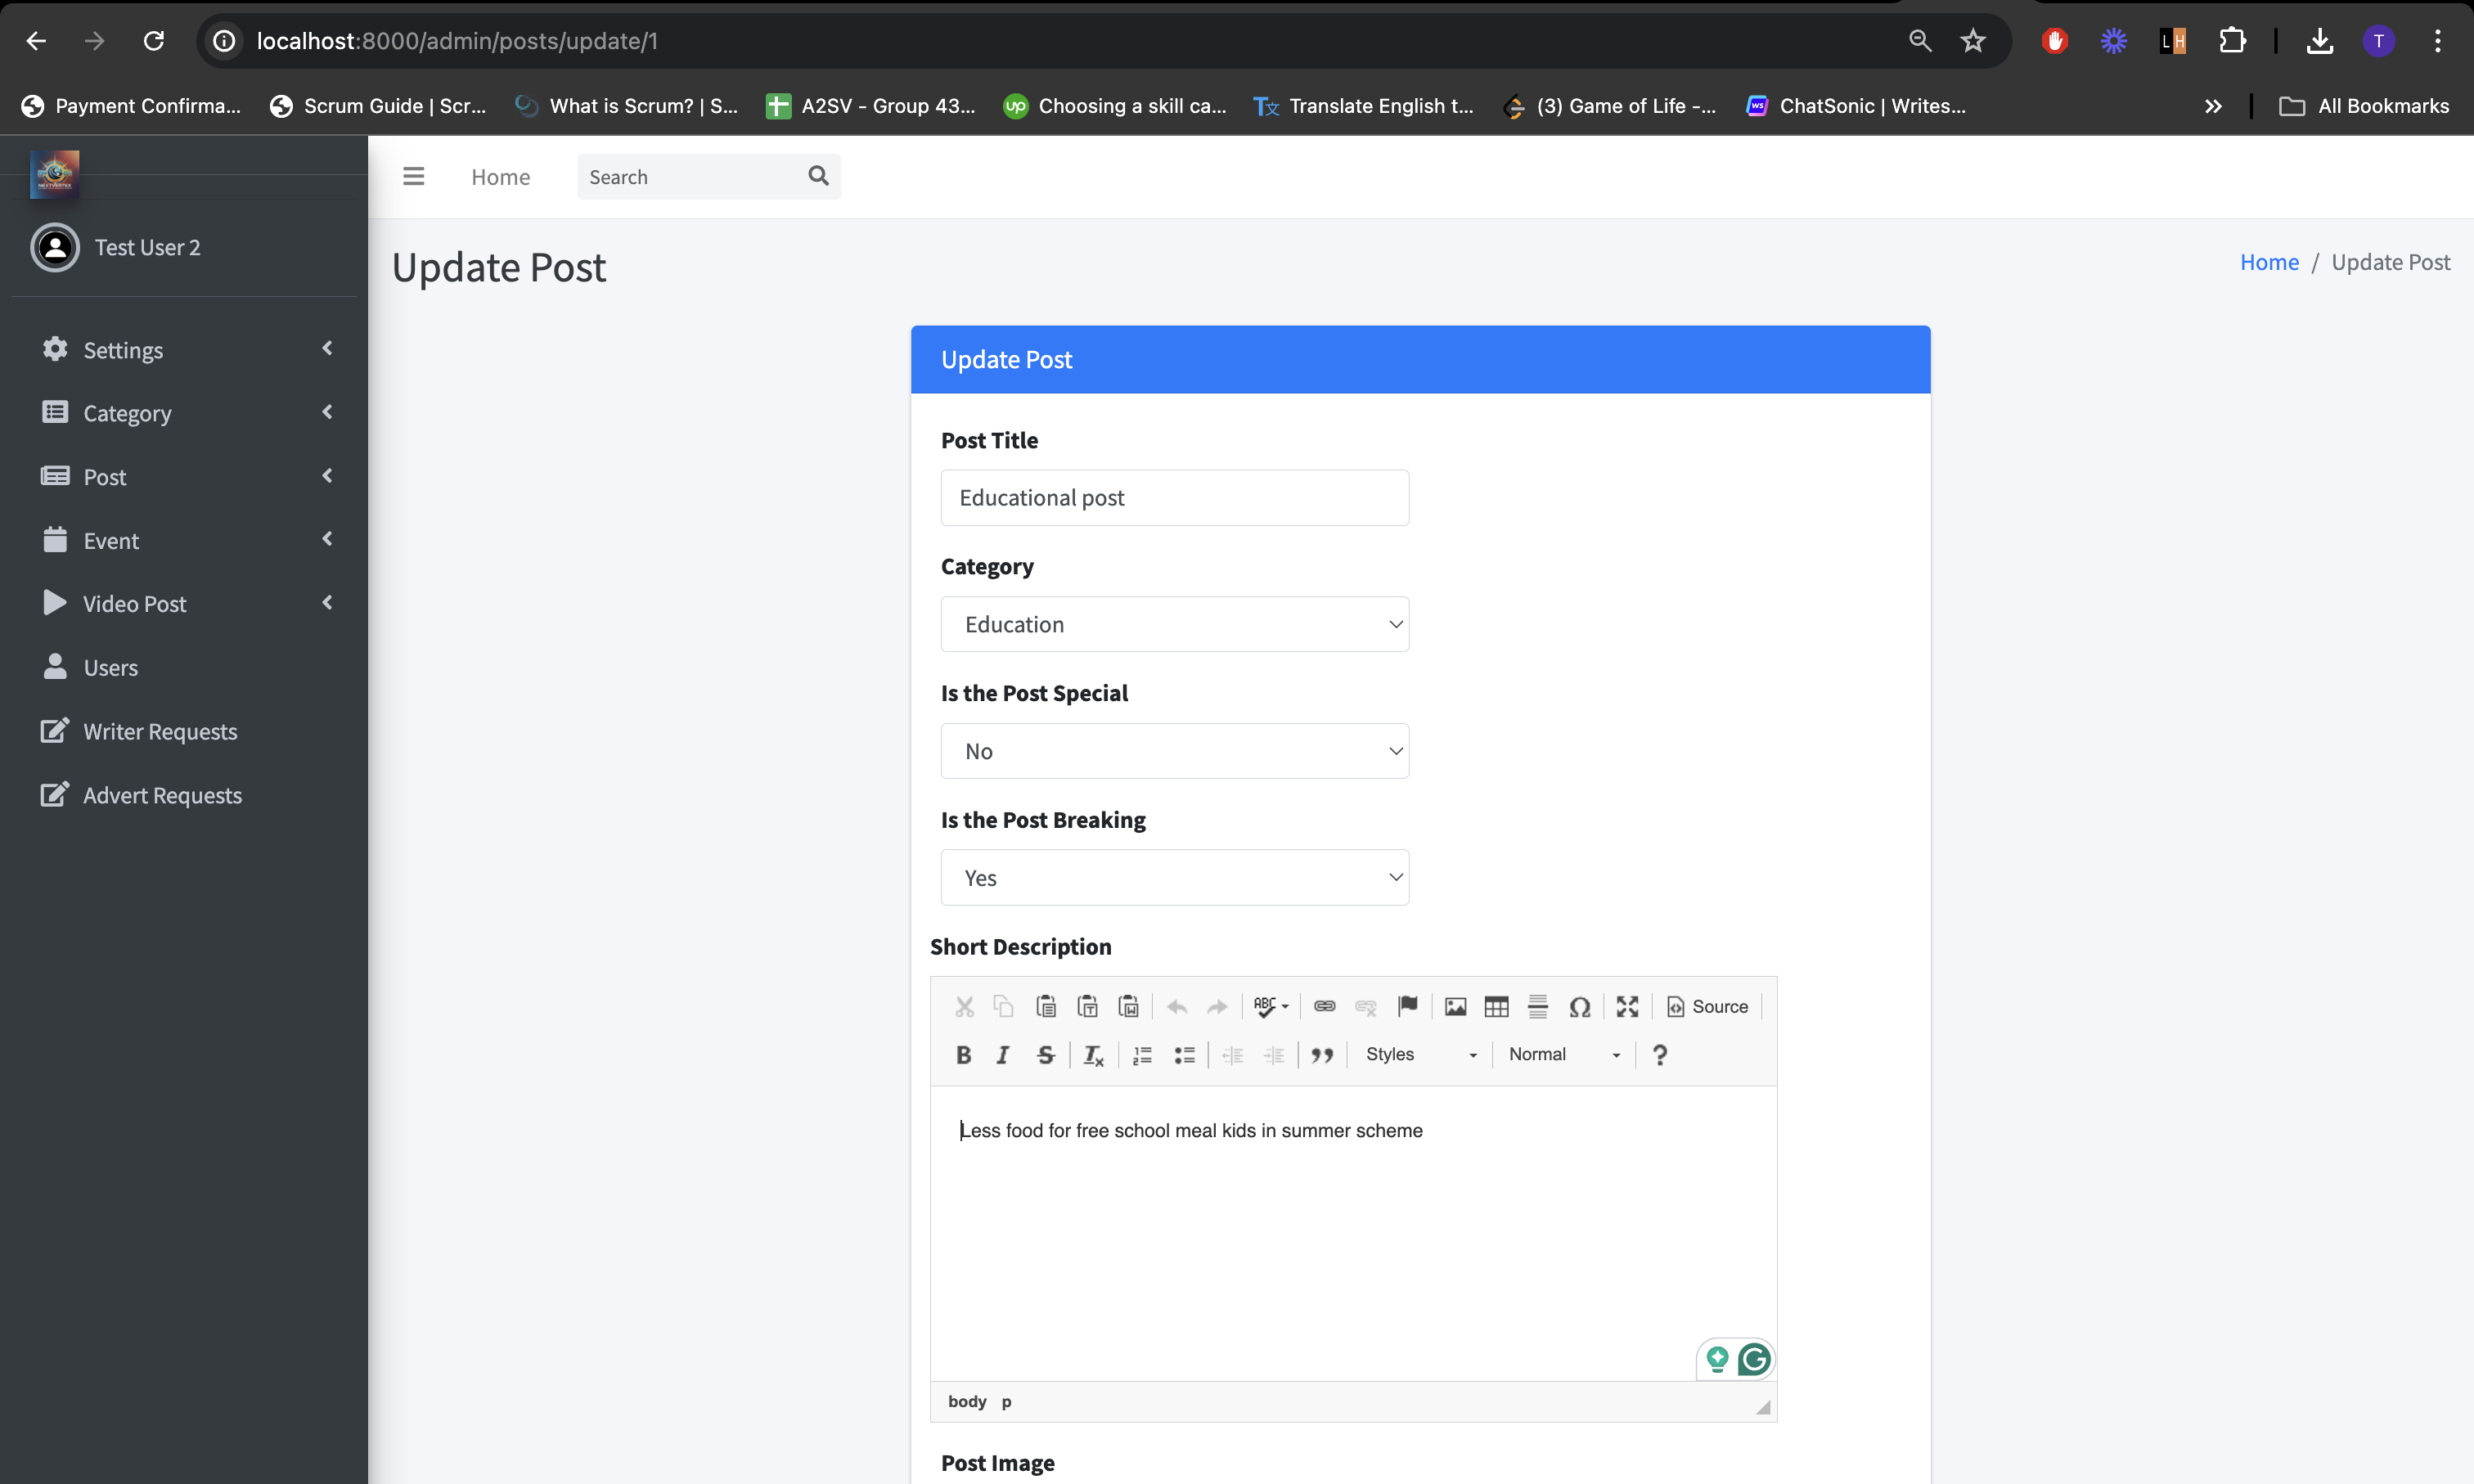 localhost:8000/admin/posts/update/1
T
Payment Confirma...
Scrum Guide | Scr...
What is Scrum? | S...
A2SV - Group 43...
Choosing a skill ca...
Translate English t...
(3) Game of Life -...
ChatSonic | Writes...
All Bookmarks
Home
Search
Test User 2
Update Post
Home / Update Post
Settings
Category
Post
Event
Video Post
Users
Writer Requests
Advert Requests
Update Post
Post Title
Educational post
Category
Education
Is the Post Special
No
Is the Post Breaking
Yes
Short Description
ABC
Source
Styles
Normal
Less food for free school meal kids in summer scheme
body p
Post Image